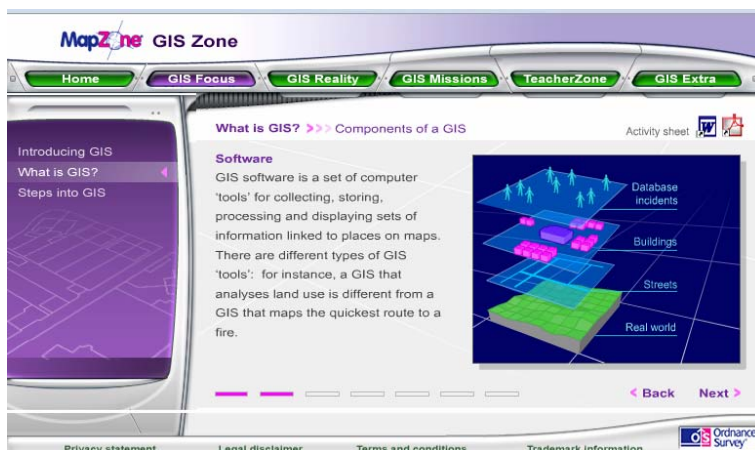 MapZone GIS Zone
Home GIS Focus GIS Reality GIS Missions TeacherZone GIS Extra
Introducing GIS
What is GIS?
Steps into GIS
What is GIS? >>> Components of a GIS
Activity sheet
Software
GIS software is a set of computer
'tools' for collecting, storing,
processing and displaying sets of
information linked to places on maps.
There are different types of GIS
'tools': for instance, a GIS that
analyses land use is different from a
GIS that maps the quickest route to a
fire.
Database
incidents
Buildings
Streets
Real world
< Back Next >
Privacy statement Legal disclaimer Terms and conditions Trademark information
OS Ordnance
Survey